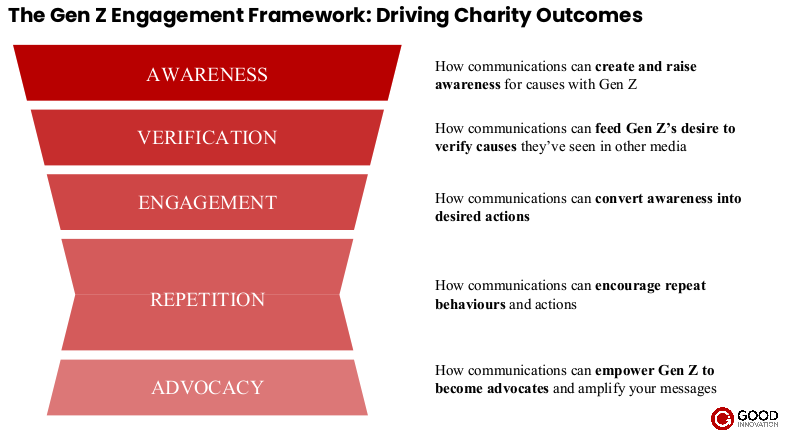 The Gen Z Engagement Framework: Driving Charity Outcomes
AWARENESS
How communications can create and raise
awareness for causes with Gen Z
VERIFICATION
How communications can feed Gen Z’s desire to
verify causes they’ve seen in other media
ENGAGEMENT
How communications can convert awareness into
desired actions
REPETITION
How communications can encourage repeat
behaviours and actions
ADVOCACY
How communications can empower Gen Z to
become advocates and amplify your messages
GOOD
INNOVATION